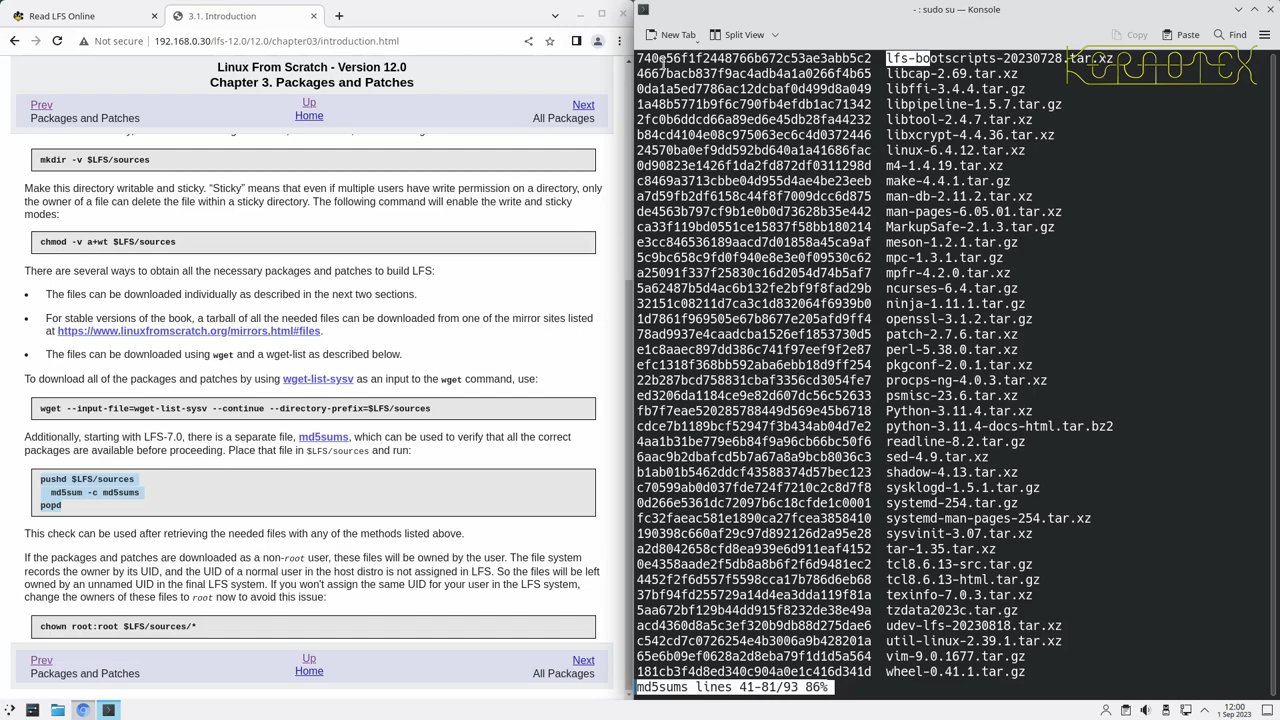 Read LFS Online
3.1. Introduction
Not secure
192.168.0.30/lfs-12.0/12.0/chapter03/introduction.html
Linux From Scratch - Version 12.0
Chapter 3. Packages and Patches
Prev
Up
Next
Packages and Patches
Home
All Packages
mkdir -v $LFS/sources
Make this directory writable and sticky. “Sticky” means that even if multiple users have write permission on a directory, only
the owner of a file can delete the file within a sticky directory. The following command will enable the write and sticky
modes:
chmod -v a+wt $LFS/sources
There are several ways to obtain all the necessary packages and patches to build LFS:
• The files can be downloaded individually as described in the next two sections.
• For stable versions of the book, a tarball of all the needed files can be downloaded from one of the mirror sites listed
at https://www.linuxfromscratch.org/mirrors.html#files.
• The files can be downloaded using wget and a wget-list as described below.
To download all of the packages and patches by using wget-list-sysv as an input to the wget command, use:
wget --input-file=wget-list-sysv --continue --directory-prefix=$LFS/sources
Additionally, starting with LFS-7.0, there is a separate file, md5sums, which can be used to verify that all the correct
packages are available before proceeding. Place that file in $LFS/sources and run:
pushd $LFS/sources
md5sum -c md5sums
popd
This check can be used after retrieving the needed files with any of the methods listed above.
If the packages and patches are downloaded as a non-root user, these files will be owned by the user. The file system
records the owner by its UID, and the UID of a normal user in the host distro is not assigned in LFS. So the files will be left
owned by an unnamed UID in the final LFS system. If you won't assign the same UID for your user in the LFS system,
change the owners of these files to root now to avoid this issue:
chown root:root $LFS/sources/*
Prev
Up
Next
Packages and Patches
Home
All Packages
- : sudo su — Konsole
New Tab
Split View
Copy
Paste
Find
740e56f1f2448766b672c53ae3abb5c2 lfs-bootscripts-20230728.tar.xz
4667bacb837f9ac4adb4a1a0266f4b65 libcap-2.69.tar.xz
0da1a5ed7786ac12dcbaf0d499d8a049 libffi-3.4.4.tar.gz
1a48b5771b9f6c790fb4efdb1ac71342 libpipeline-1.5.7.tar.gz
2fc0b6ddcd66a89ed6e45db28fa44232 libtool-2.4.7.tar.xz
b84cd4104e08c975063ec6c4d0372446 libxcrypt-4.4.36.tar.xz
24570ba0ef9dd592bd640a1a41686fac linux-6.4.12.tar.xz
0d90823e1426f1da2fd872df0311298d m4-1.4.19.tar.xz
c8469a3713cbbe04d955d4ae4be23eeb make-4.4.1.tar.gz
a7d59fb2df6158c44f8f7009dcc6d875 man-db-2.11.2.tar.xz
de4563b797cf9b1e0b0d73628b35e442 man-pages-6.05.01.tar.xz
ca33f119bd0551ce15837f58bb180214 MarkupSafe-2.1.3.tar.gz
e3cc846536189aacd7d01858a45ca9af meson-1.2.1.tar.gz
5c9bc658c9fd0f940e8e3e0f09530c62 mpc-1.3.1.tar.gz
a25091f337f25830c16d2054d74b5af7 mpfr-4.2.0.tar.xz
5a62487b5d4ac6b132fe2bf9f8fad29b ncurses-6.4.tar.gz
32151c08211d7ca3c1d832064f6939b0 ninja-1.11.1.tar.gz
1d7861f969505e67b8677e205afd9ff4 openssl-3.1.2.tar.gz
78ad9937e4caadcba1526ef1853730d5 patch-2.7.6.tar.xz
e1c8aaec897dd386c741f97eef9f2e87 perl-5.38.0.tar.xz
efc1318f368bb592aba6ebb18d9ff254 pkgconf-2.0.1.tar.xz
22b287bcd758831cbaf3356cd3054fe7 procps-ng-4.0.3.tar.xz
ed3206da1184ce9e82d607dc56c52633 psmisc-23.6.tar.xz
fb7f7eae520285788449d569e45b6718 Python-3.11.4.tar.xz
cdce7b1189bcf52947f3b434ab04d7e2 python-3.11.4-docs-html.tar.bz2
4aa1b31be779e6b84f9a96cb66bc50f6 readline-8.2.tar.gz
6aac9b2dbafcd5b7a67a8a9bcb8036c3 sed-4.9.tar.xz
b1ab01b5462ddcf43588374d57bec123 shadow-4.13.tar.xz
c70599ab0d037fde724f7210c2c8d7f8 sysklogd-1.5.1.tar.gz
0d266e5361dc72097b6c18cfde1c0001 systemd-254.tar.gz
fc32faeac581e1890ca27fcea3858410 systemd-man-pages-254.tar.xz
190398c660af29c97d892126d2a95e28 sysvinit-3.07.tar.xz
a2d8042658cfd8ea939e6d911eaf4152 tar-1.35.tar.xz
0e4358aade2f5db8a8b6f2f6d9481ec2 tcl8.6.13-src.tar.gz
4452f2f6d557f5598cca17b786d6eb68 tcl8.6.13-html.tar.gz
37bf94fd255729a14d4ea3dda119f81a texinfo-7.0.3.tar.xz
5aa672bf129b44dd915f8232de38e49a tzdata2023c.tar.gz
acd4360d8a5c3ef320b9db88d275dae6 udev-lfs-20230818.tar.xz
c542cd7c0726254e4b3006a9b428201a util-linux-2.39.1.tar.xz
65e6b09ef0628a2d8eba79f1d1d5a564 vim-9.0.1677.tar.gz
181cb3f4d8ed340c904a0e1c416d341d wheel-0.41.1.tar.gz
md5sums lines 41-81/93 86%
12:00
1 Sep 2023